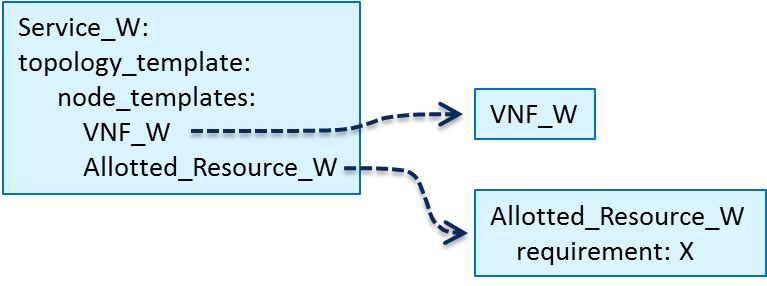 Service_W:
topology_template:
node_templates:
VNF_W
Allotted_Resource_W
VNF_W
Allotted_Resource_W
requirement: X